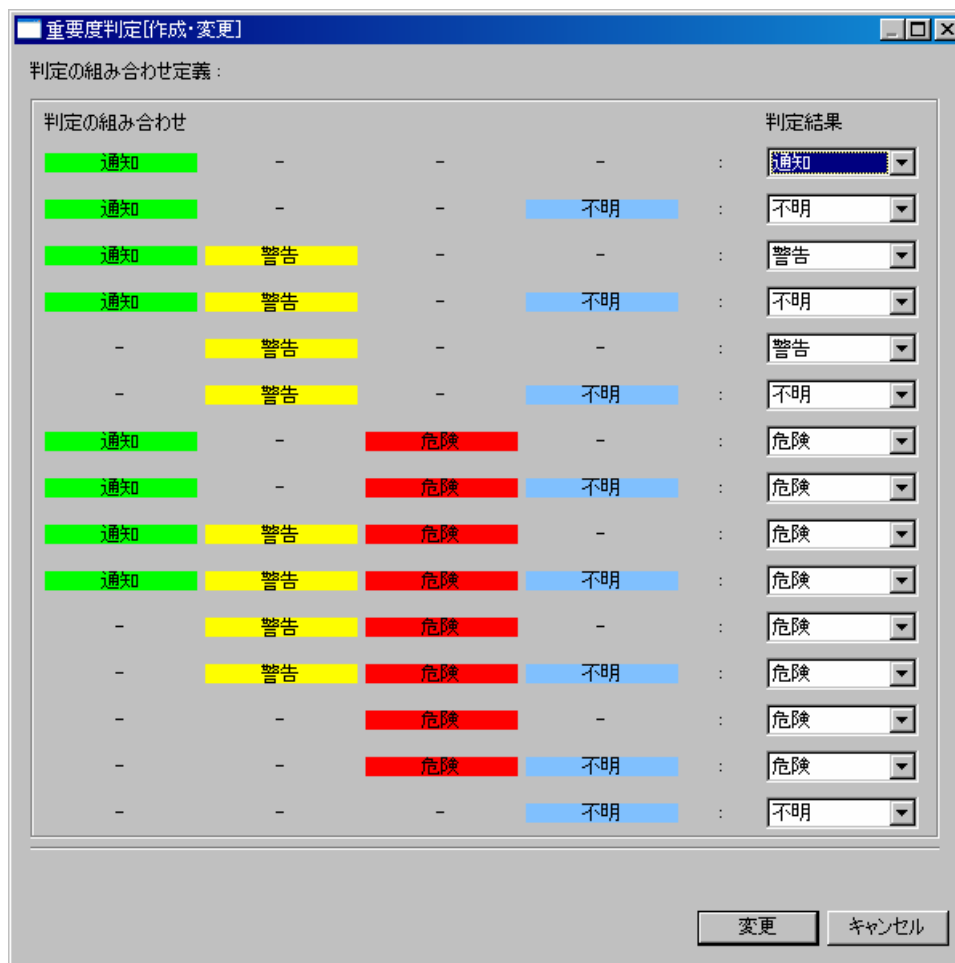 重要度判定[作成・変更]
判定の組み合わせ定義：
判定の組み合わせ 判定結果
通知 － － － ： 通知
通知 － － 不明 ： 不明
通知 警告 － － ： 警告
通知 警告 － 不明 ： 不明
－ 警告 － － ： 警告
－ 警告 － 不明 ： 不明
通知 － 危険 － ： 危険
通知 － 危険 不明 ： 危険
通知 警告 危険 － ： 危険
通知 警告 危険 不明 ： 危険
－ 警告 危険 － ： 危険
－ 警告 危険 不明 ： 危険
－ － 危険 － ： 危険
－ － 危険 不明 ： 危険
－ － － 不明 ： 不明
変更 キャンセル